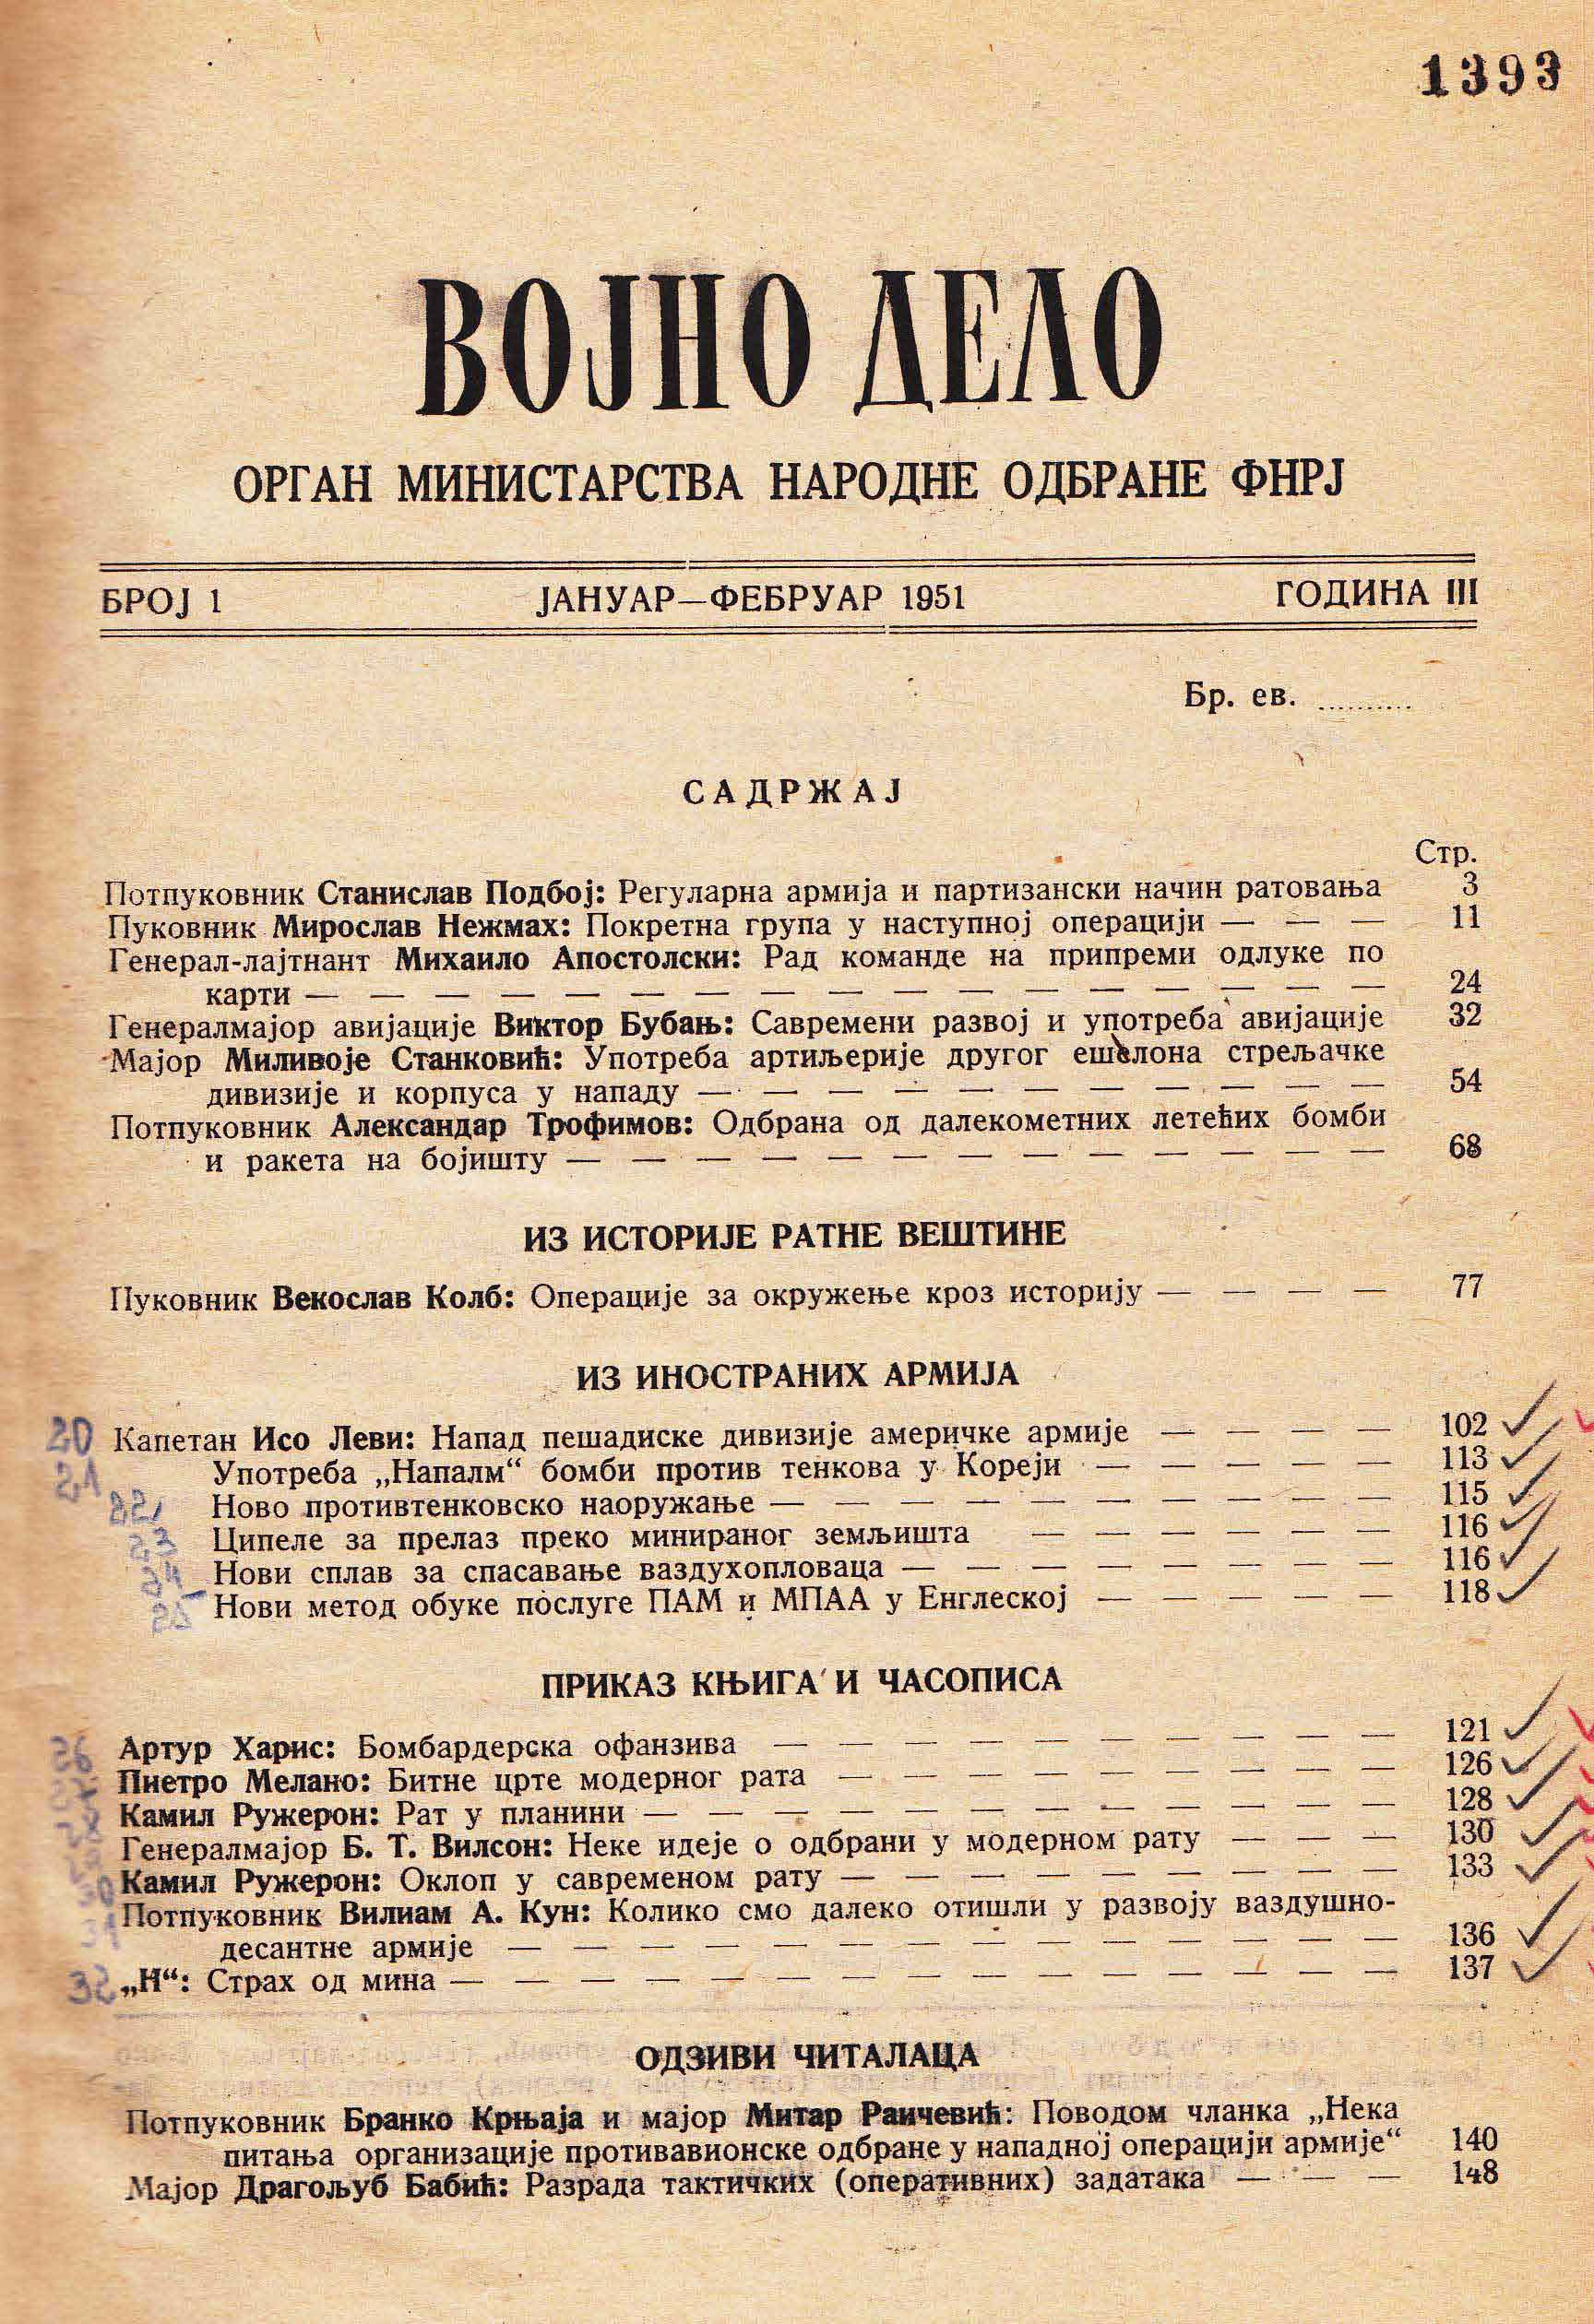 1393
ВОЈНО ДЕЛО
ОРГАН МИНИСТАРСТВА НАРОДНЕ ОДБРАНЕ ФНРЈ
БРОЈ 1 ЈАНУАР—ФЕБРУАР 1951 ГОДИНА III
Бр. ев. ..........
САДРЖАЈ
Стр.
Потпуковник Станислав Подбој: Регуларна армија и партизански начин ратовања 3
Пуковник Мирослав Нежмах: Покретна група у наступној операцији — — — 11
Генерал-лајтнант Михаило Апостолски: Рад команде на припреми одлуке по
карти — — — — — — — — — — — — — — — — — 24
Генералмајор авијације Виктор Бубањ: Савремени развој и употреба авијације 32
Мајор Миливоје Станковић: Употреба артиљерије другог ешелона стрељачке
дивизије и корпуса у нападу — — — — — — — — — — — 54
Потпуковник Александар Трофимов: Одбрана од далекометних летећих бомби
и ракета на бојишту — — — — — — — — — — — — — 68
ИЗ ИСТОРИЈЕ РАТНЕ ВЕШТИНЕ
Пуковник Векослав Колб: Операције за окружење кроз историју — — — — 77
ИЗ ИНОСТРАНИХ АРМИЈА
20 Капетан Исо Леви: Напад пешадиске дивизије америчке армије — — — — 102
21 Употреба „Напалм“ бомби против тенкова у Кореји — — — — — 113
22 Ново противтенковско наоружање — — — — — — — — — — 115
23 Ципеле за прелаз преко минираног земљишта — — — — — — 116
24 Нови сплав за спасавање ваздухопловаца — — — — — — — — 116
25 Нови метод обуке послуге ПАМ и МПАА у Енглеској — — — — — 118
ПРИКАЗ КЊИГА И ЧАСОПИСА
26 Артур Харис: Бомбардерска офанзива — — — — — — — — — — 121
Пиетро Мелано: Битне црте модерног рата — — — — — — — — — 126
Камил Ружерон: Рат у планини — — — — — — — — — — — — 128
Генералмајор Б. Т. Вилсон: Неке идеје о одбрани у модерном рату — — — 130
Камил Ружерон: Оклоп у савременом рату — — — — — — — — — 133
Потпуковник Вилиам А. Кун: Колико смо далеко отишли у развоју ваздушно-
десантне армије — — — — — — — — — — — — — — 136
32 „Н“: Страх од мина — — — — — — — — — — — — — — — 137
ОДЗИВИ ЧИТАЛАЦА
Потпуковник Бранко Крњаја и мајор Митар Раичевић: Поводом чланка „Нека
питања организације противавионске одбране у нападној операцији армије“ 140
Мајор Драгољуб Бабић: Разрада тактичких (оперативних) задатака — — — 148